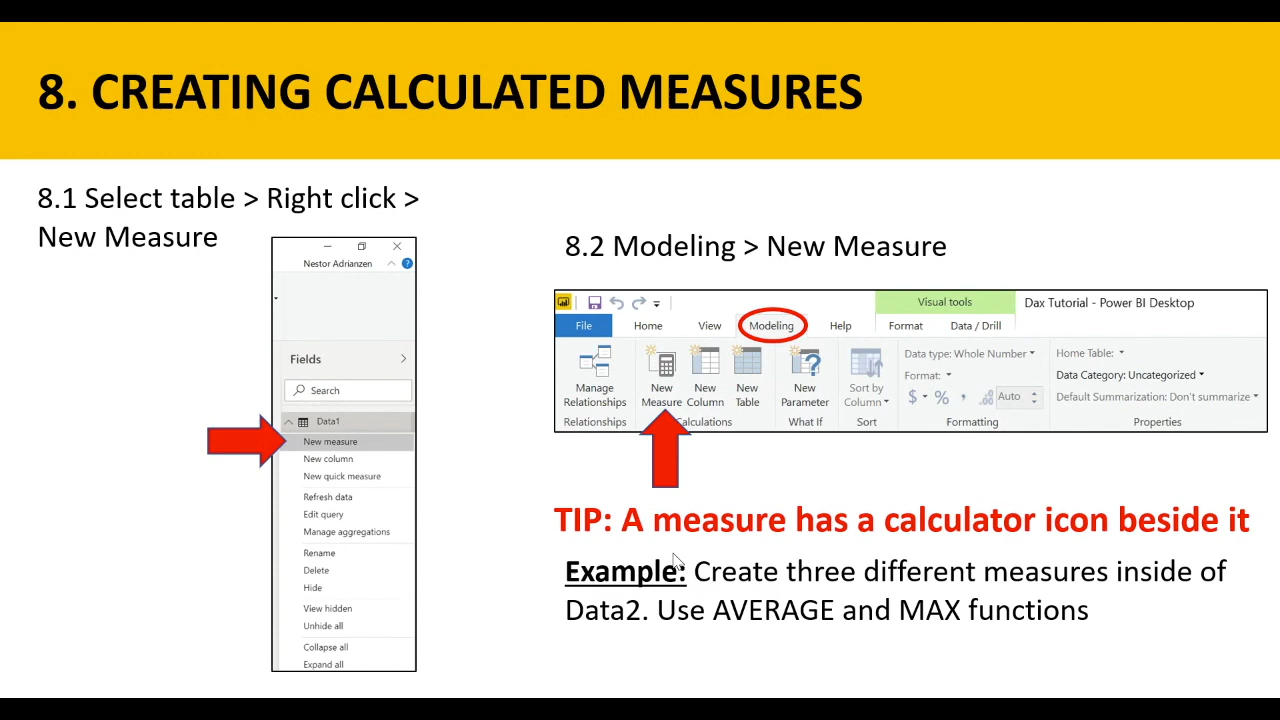 8. CREATING CALCULATED MEASURES
8.1 Select table > Right click >
New Measure
Nestor Adrianzen
?
Fields
Search
Data1
New measure
New column
New quick measure
Refresh data
Edit query
Manage aggregations
Rename
Delete
Hide
View hidden
Unhide all
Collapse all
Expand all
8.2 Modeling > New Measure
Visual tools
Dax Tutorial - Power BI Desktop
File Home View Modeling Help Format Data / Drill
Manage
Relationships
Relationships
New
Measure
New
Column
New
Table
Calculations
New
Parameter
What If
Sort by
Column
Sort
Data type: Whole Number
Format:
$ % , .00 Auto
Formatting
Home Table:
Data Category: Uncategorized
Default Summarization: Don't summarize
Properties
TIP: A measure has a calculator icon beside it
Example: Create three different measures inside of
Data2. Use AVERAGE and MAX functions